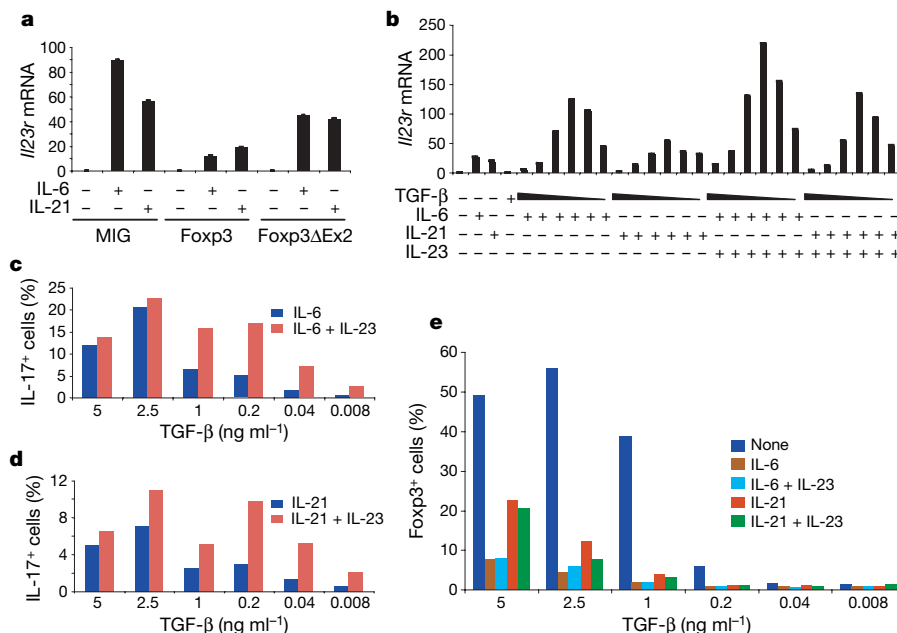 a
Il23r mRNA
100
80
60
40
20
0
IL-6 – + – – + – – + –
IL-21 – – + – – + – – +
MIG Foxp3 Foxp3ΔEx2
b
Il23r mRNA
250
200
150
100
50
0
TGF-β – – – +
IL-6 – + – – + + + + + + – – – – – – + + + + + + – – – – – –
IL-21 – – + – – – – – – – + + + + + + – – – – – – + + + + + +
IL-23 – – – – – – – – – – – – – – – – + + + + + + + + + + + +
c
IL-17+ cells (%)
25
20
15
10
5
0
IL-6
IL-6 + IL-23
5 2.5 1 0.2 0.04 0.008
TGF-β (ng ml–1)
d
IL-17+ cells (%)
12
8
4
0
IL-21
IL-21 + IL-23
5 2.5 1 0.2 0.04 0.008
TGF-β (ng ml–1)
e
Foxp3+ cells (%)
60
50
40
30
20
10
0
None
IL-6
IL-6 + IL-23
IL-21
IL-21 + IL-23
5 2.5 1 0.2 0.04 0.008
TGF-β (ng ml–1)